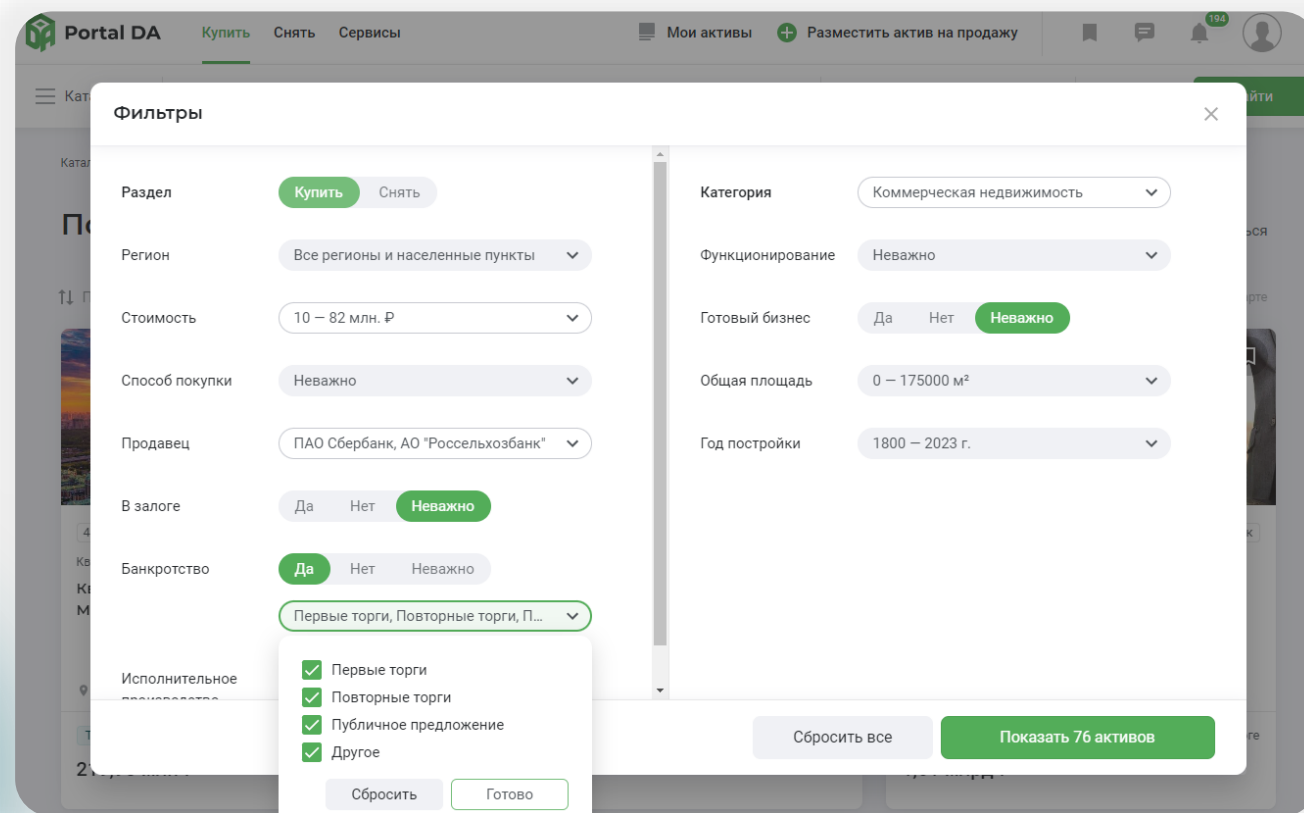 Portal DA
Купить
Снять
Сервисы
Мои активы
Разместить актив на продажу
194
Фильтры
Раздел
Купить
Снять
Регион
Все регионы и населенные пункты
Стоимость
10 — 82 млн. ₽
Способ покупки
Неважно
Продавец
ПАО Сбербанк, АО "Россельхозбанк"
В залоге
Да
Нет
Неважно
Банкротство
Да
Нет
Неважно
Первые торги, Повторные торги, П...
Первые торги
Повторные торги
Публичное предложение
Другое
Сбросить
Готово
Исполнительное
Категория
Коммерческая недвижимость
Функционирование
Неважно
Готовый бизнес
Да
Нет
Неважно
Общая площадь
0 — 175000 м²
Год постройки
1800 — 2023 г.
Сбросить все
Показать 76 активов